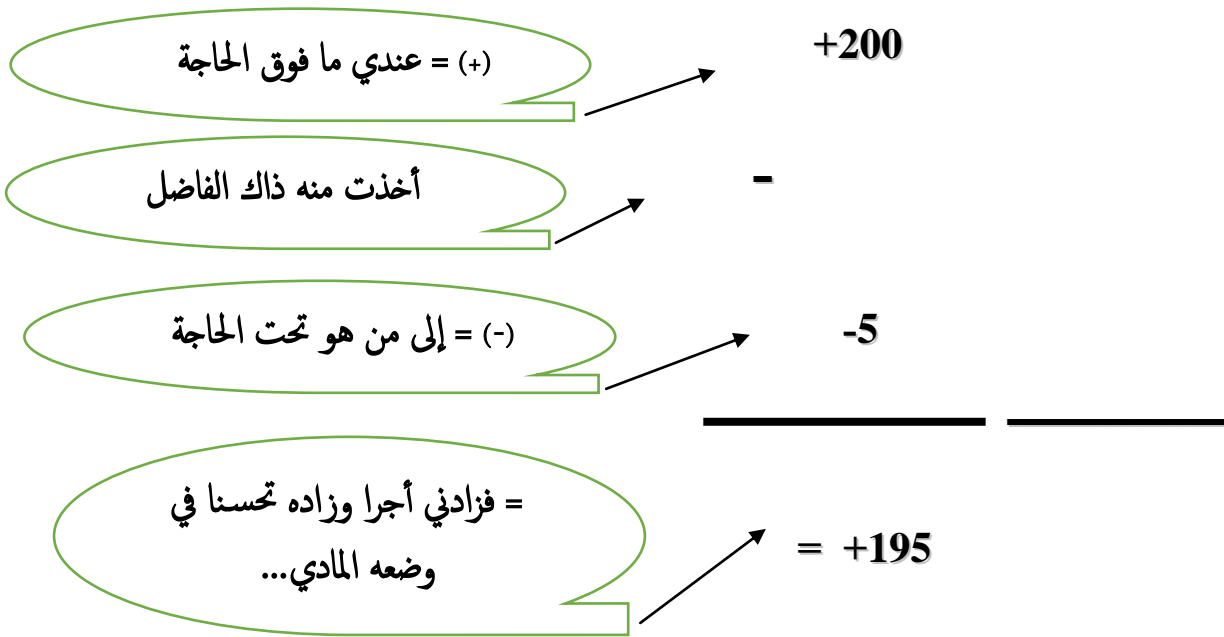 (+) = عندي ما فوق الحاجة
+200
أخذت منه ذاك الفاضل
-
(-) = إلى من هو تحت الحاجة
-5
= فزادني أجرا وزاده تحسنا في
وضعه المادي...
= +195